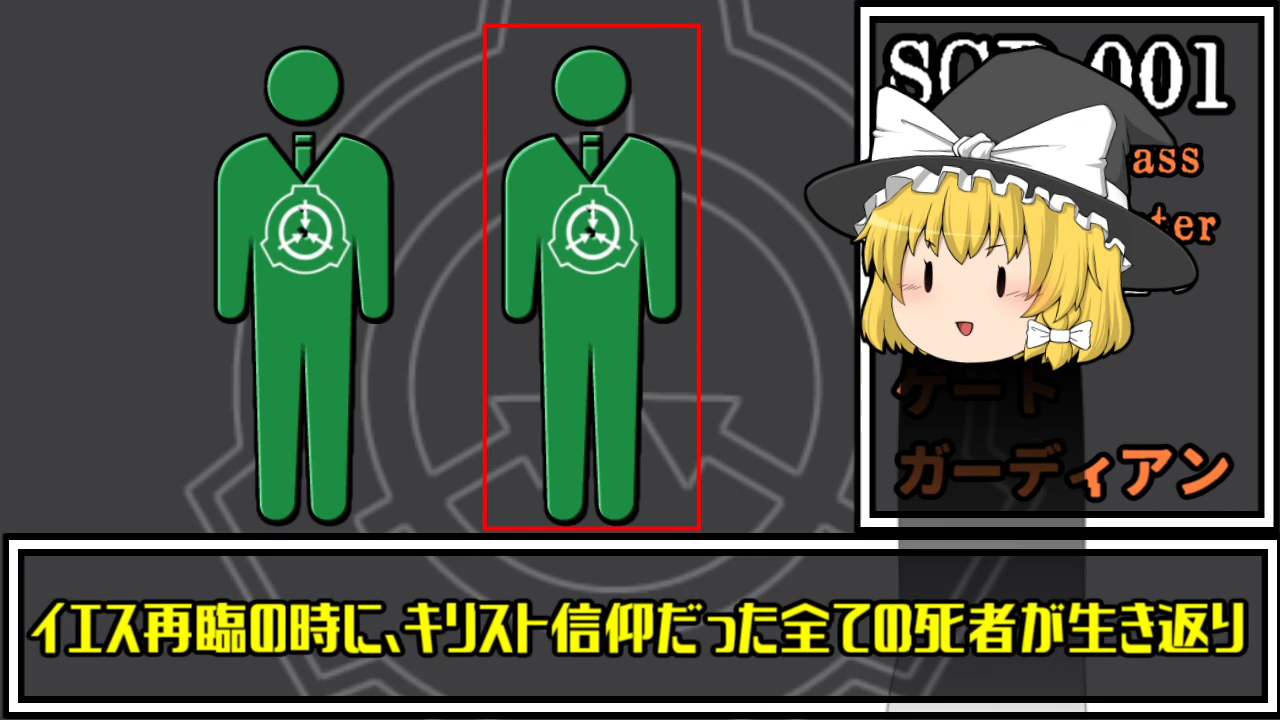 001
ass
ter
ゲート
ガーディアン
イエス再臨の時に、キリスト信仰だった全ての死者が生き返り